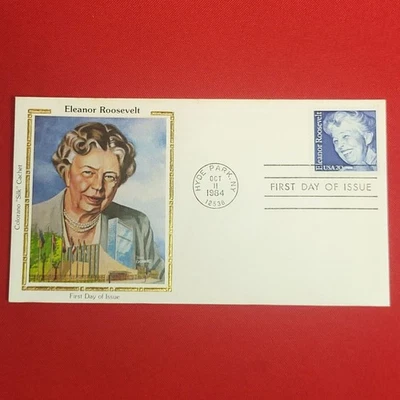 Eleanor Roosevelt
Colorano "Silk" Cachet
First Day of Issue
HYDE PARK, NY
OCT
11
1984
12538
FIRST DAY OF ISSUE
Eleanor Roosevelt
USA 20c